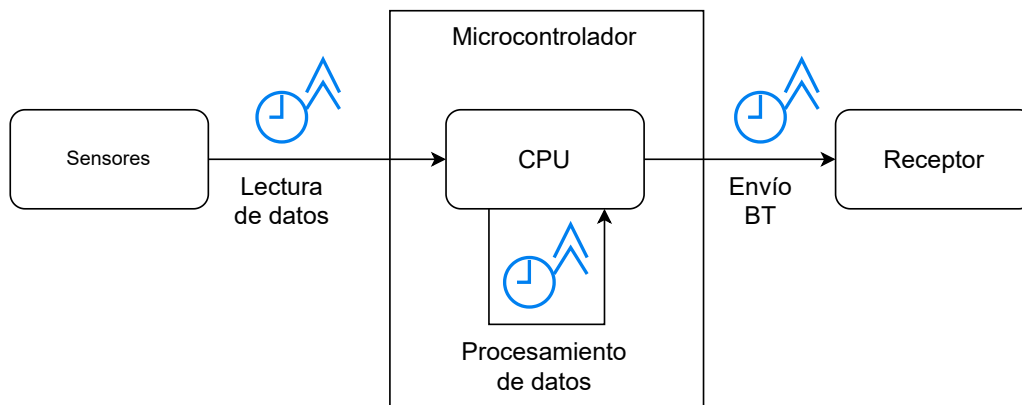 Microcontrolador
Sensores
CPU
Receptor
Lectura
de datos
Envío
BT
Procesamiento
de datos